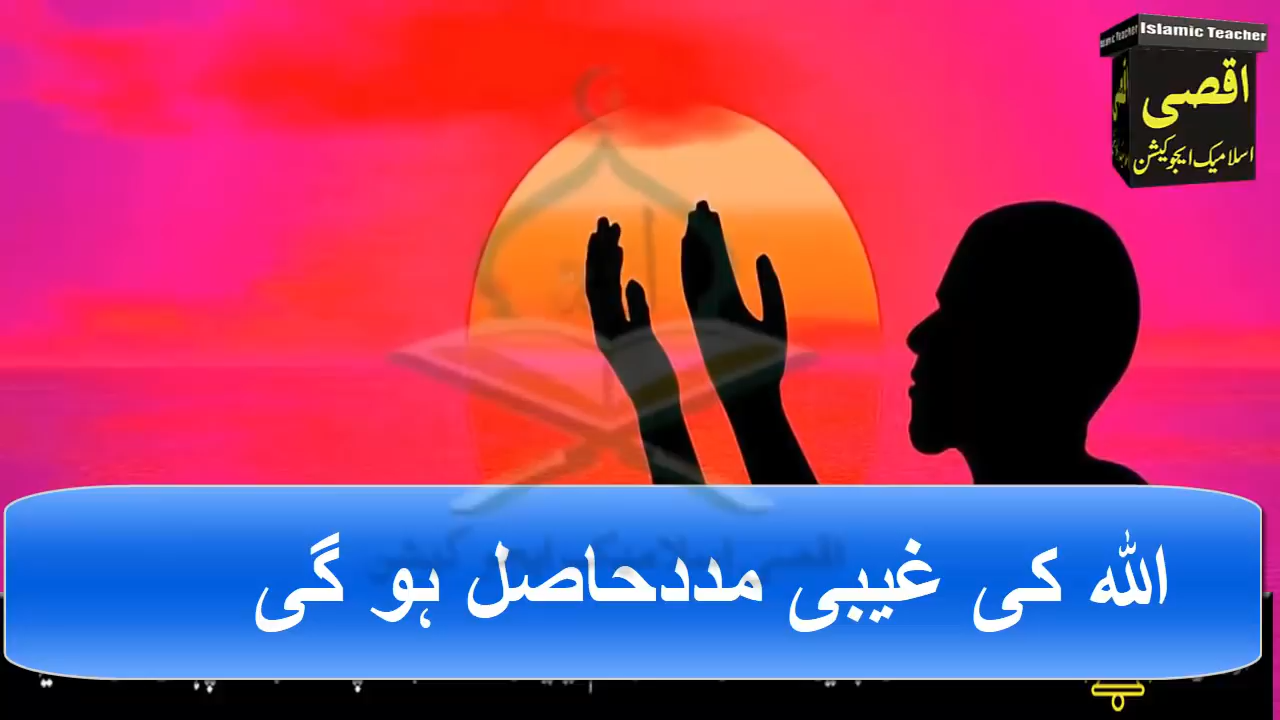 Islamic Teacher
اقصی
اسلامیک ایجوکیشن
اللہ کی غیبی مددحاصل ہو گی